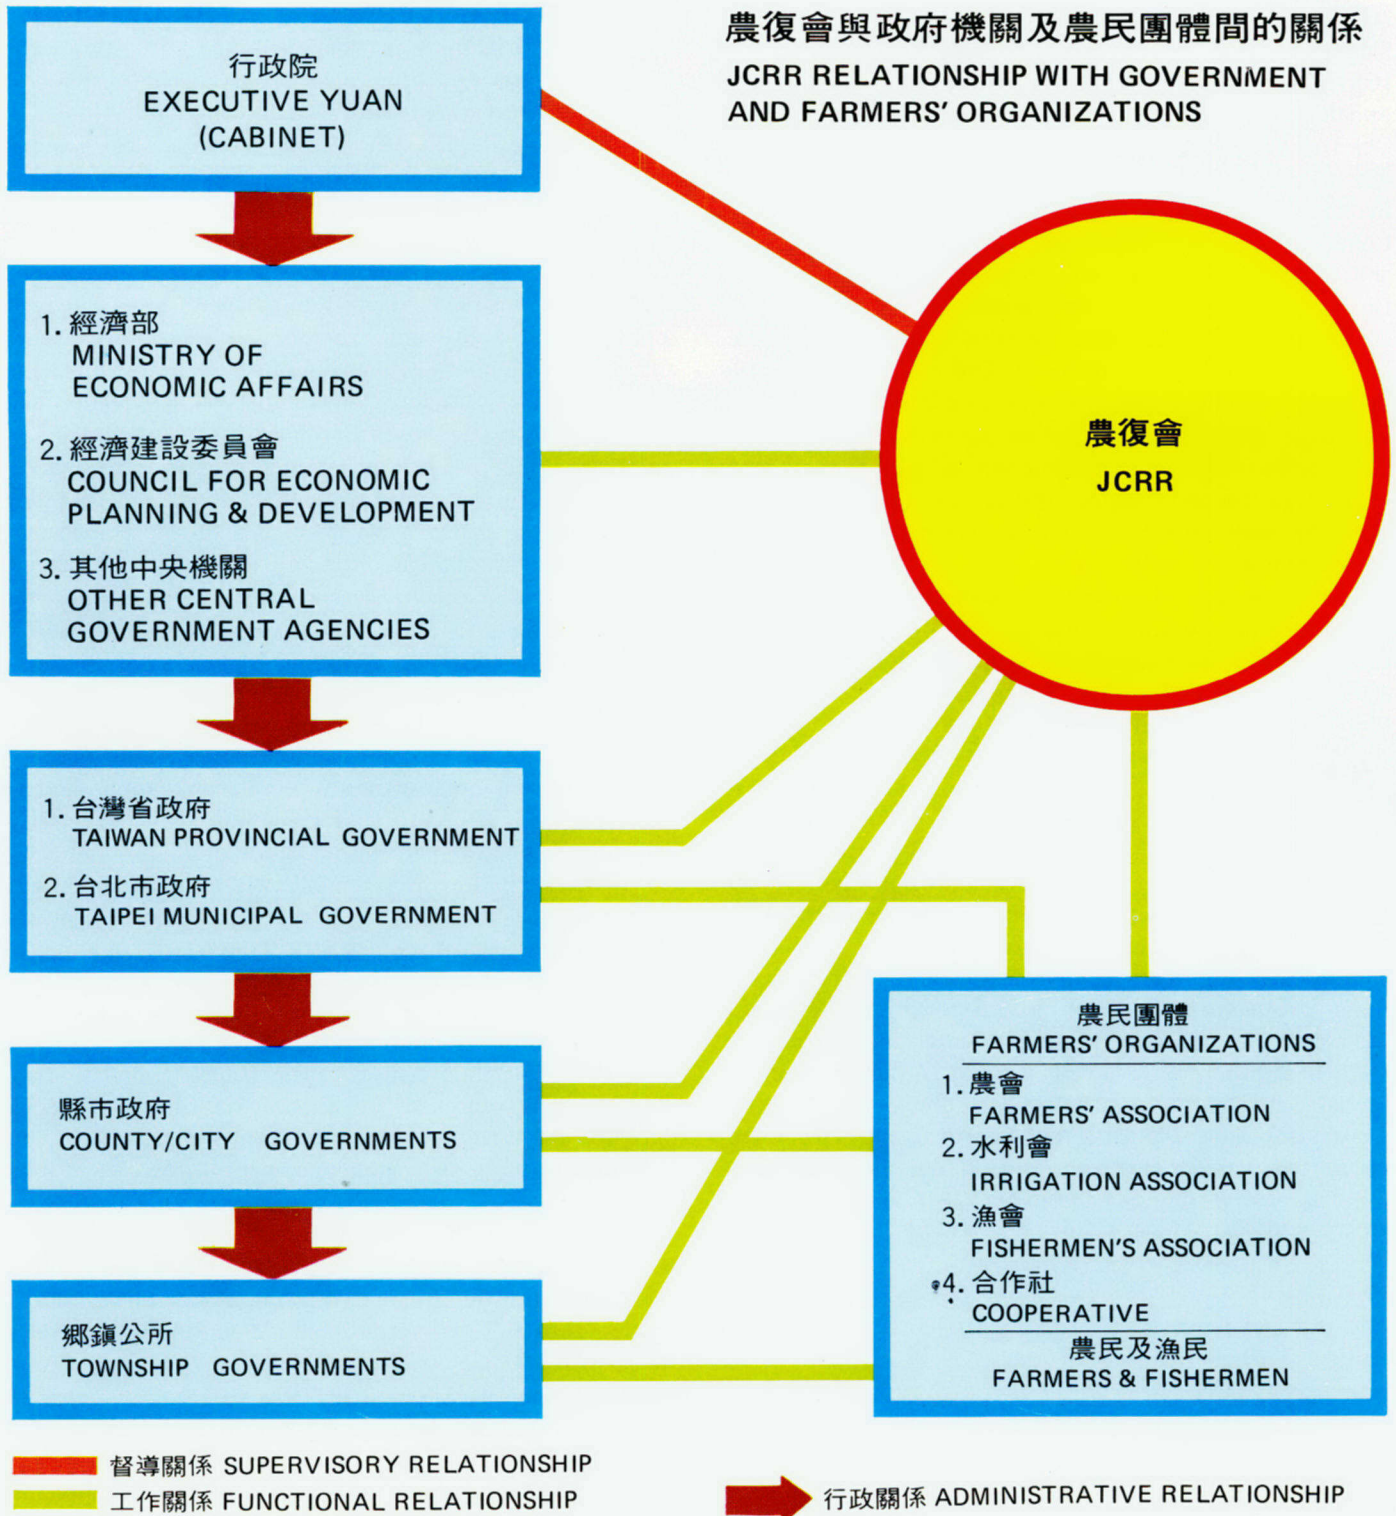 農復會與政府機關及農民團體間的關係
JCRR RELATIONSHIP WITH GOVERNMENT
AND FARMERS' ORGANIZATIONS
行政院
EXECUTIVE YUAN
(CABINET)
1. 經濟部
MINISTRY OF
ECONOMIC AFFAIRS
2. 經濟建設委員會
COUNCIL FOR ECONOMIC
PLANNING & DEVELOPMENT
3. 其他中央機關
OTHER CENTRAL
GOVERNMENT AGENCIES
農復會
JCRR
1. 台灣省政府
TAIWAN PROVINCIAL GOVERNMENT
2. 台北市政府
TAIPEI MUNICIPAL GOVERNMENT
縣市政府
COUNTY/CITY GOVERNMENTS
鄉鎮公所
TOWNSHIP GOVERNMENTS
農民團體
FARMERS' ORGANIZATIONS
1. 農會
FARMERS' ASSOCIATION
2. 水利會
IRRIGATION ASSOCIATION
3. 漁會
FISHERMEN'S ASSOCIATION
4. 合作社
COOPERATIVE
農民及漁民
FARMERS & FISHERMEN
督導關係 SUPERVISORY RELATIONSHIP
工作關係 FUNCTIONAL RELATIONSHIP
行政關係 ADMINISTRATIVE RELATIONSHIP